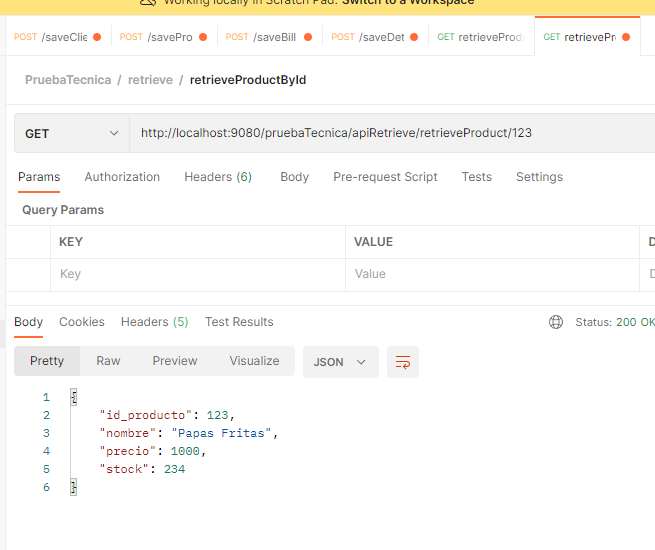 Working locally in Scratch Pad. Switch to a Workspace
POST /saveClie POST /savePro POST /saveBill POST /saveDet GET retrieveProd GET retrievePr
PruebaTecnica / retrieve / retrieveProductById
GET http://localhost:9080/pruebaTecnica/apiRetrieve/retrieveProduct/123
Params Authorization Headers (6) Body Pre-request Script Tests Settings
Query Params
KEY VALUE D
Key Value D
Body Cookies Headers (5) Test Results Status: 200 OK
Pretty Raw Preview Visualize JSON
1 {
2 "id_producto": 123,
3 "nombre": "Papas Fritas",
4 "precio": 1000,
5 "stock": 234
6 }